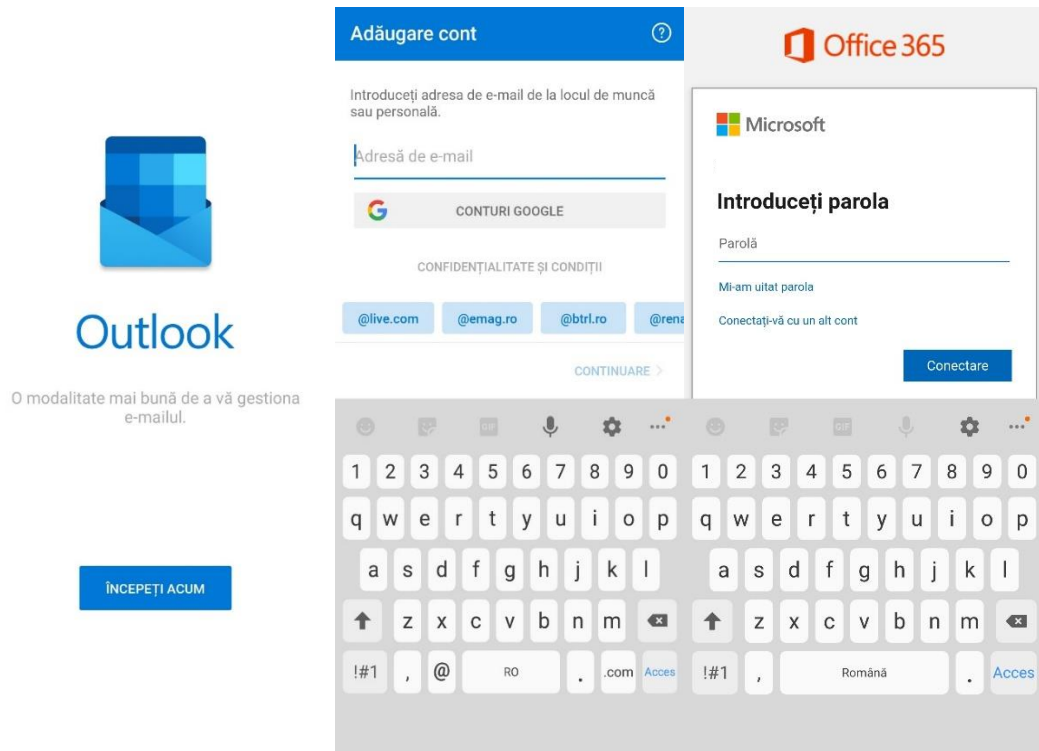 Outlook
O modalitate mai bună de a vă gestiona
e-mailul.
ÎNCEPEȚI ACUM
Adăugare cont
?
Introduceți adresa de e-mail de la locul de muncă
sau personală.
Adresă de e-mail
G CONTURI GOOGLE
CONFIDENȚIALITATE ȘI CONDIȚII
@live.com @emag.ro @btrl.ro @rena
CONTINUARE >
GIF
1 2 3 4 5 6 7 8 9 0
q w e r t y u i o p
a s d f g h j k l
z x c v b n m
!#1 , @ RO . .com Acces
Office 365
Microsoft
Introduceți parola
Parolă
Mi-am uitat parola
Conectați-vă cu un alt cont
Conectare
GIF
1 2 3 4 5 6 7 8 9 0
q w e r t y u i o p
a s d f g h j k l
z x c v b n m
!#1 , Română . Acces